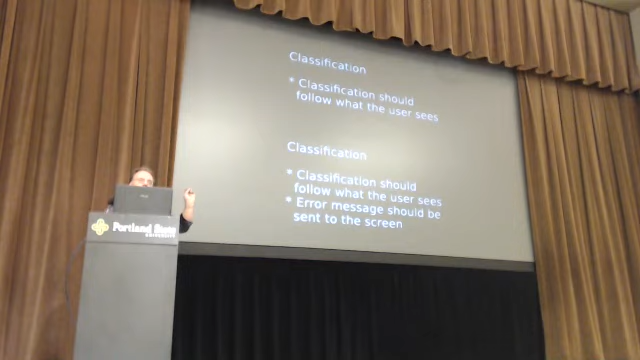 Classification
* Classification should
follow what the user sees
Classification
* Classification should
follow what the user sees
* Error message should be
sent to the screen
Portland State
UNIVERSITY